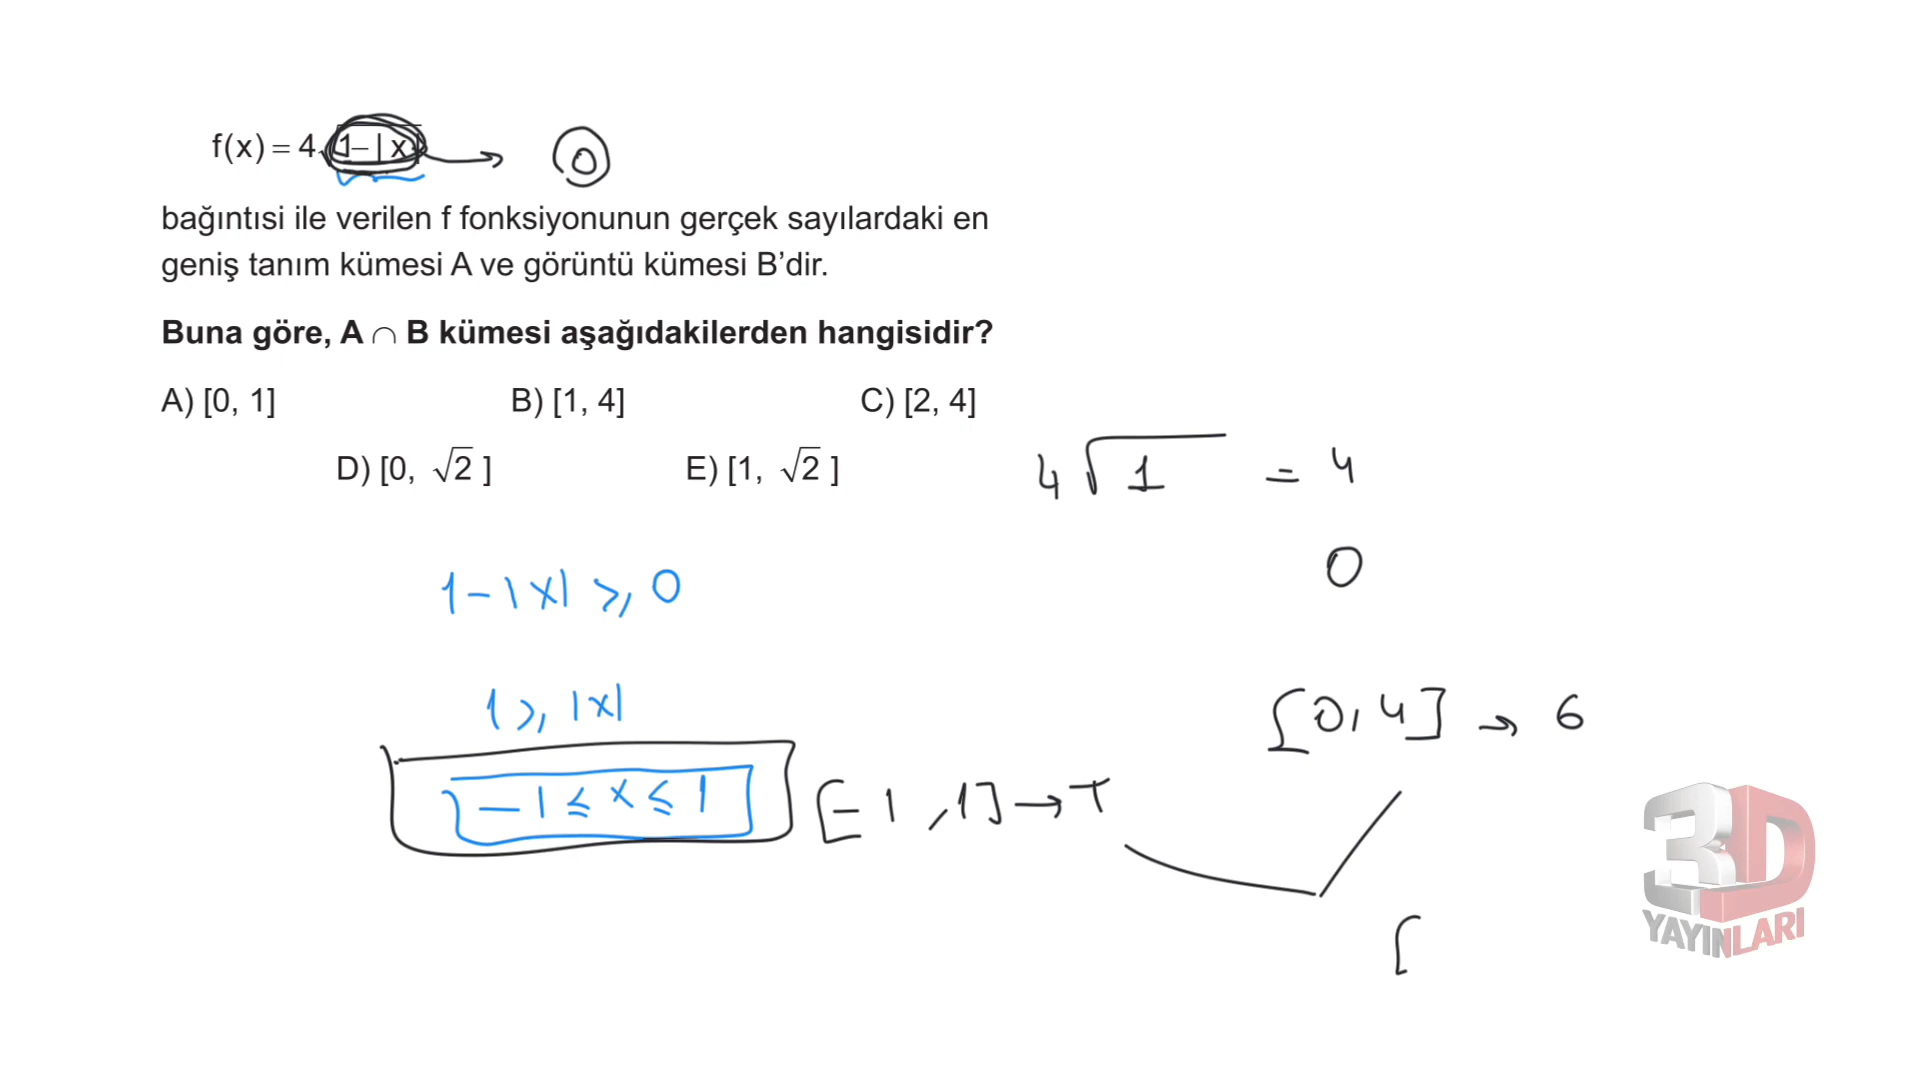 f(x) = 4.√1–|x| → 0
bağıntısi ile verilen f fonksiyonunun gerçek sayılardaki en
geniş tanım kümesi A ve görüntü kümesi B’dir.
Buna göre, A ∩ B kümesi aşağıdakilerden hangisidir?
A) [0, 1] B) [1, 4] C) [2, 4]
D) [0, √2 ] E) [1, √2 ]
4√1 = 4
0
1-|x| ≥ 0
1 ≥ |x|
[0,4] → 6
-1 ≤ x ≤ 1 [-1,1] → T
[
3D
YAYINLARI